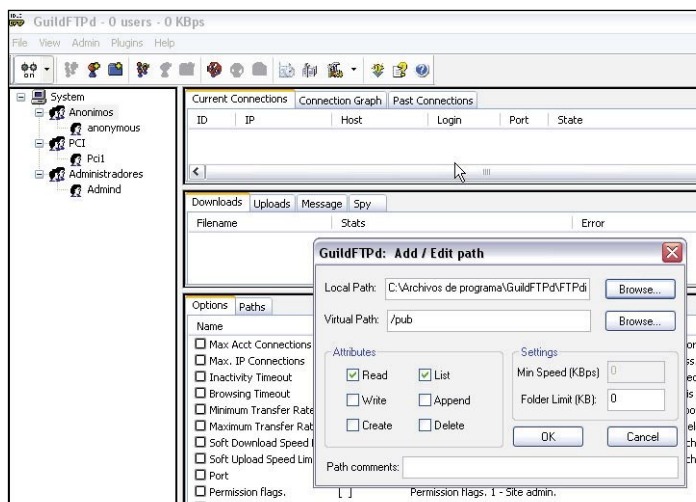 GuildFTPd - 0 users - 0 KBps
File View Admin Plugins Help
System
Anonimos
anonymous
PCI
Pci1
Administradores
Admind
Current Connections Connection Graph Past Connections
ID IP Host Login Port State
Downloads Uploads Message Spy
Filename Stats Error
GuildFTPd: Add / Edit path
Local Path: C:\Archivos de programa\GuildFTPd\FTPdi Browse...
Virtual Path: /pub Browse...
Attributes
Read List
Write Append
Create Delete
Settings
Min Speed (KBps) 0
Folder Limit (KB): 0
OK Cancel
Path comments:
Options Paths
Name
Max Acct Connections
Max. IP Connections
Inactivity Timeout
Browsing Timeout
Minimum Transfer Rate
Maximum Transfer Rat
Soft Download Speed
Soft Upload Speed Lim
Port
Permission flags. [ ] Permission flags. 1 - Site admin.